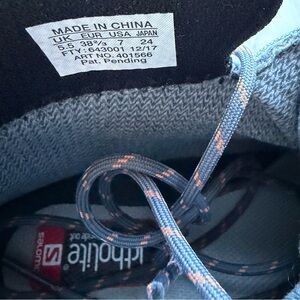 MADE IN CHINA
UK EUR USA JAPAN
5.5 38⅔ 7 24
FTY: 643001 12/17
ART NO. 401566
Pat. Pending
ortholite
S
SALOMON